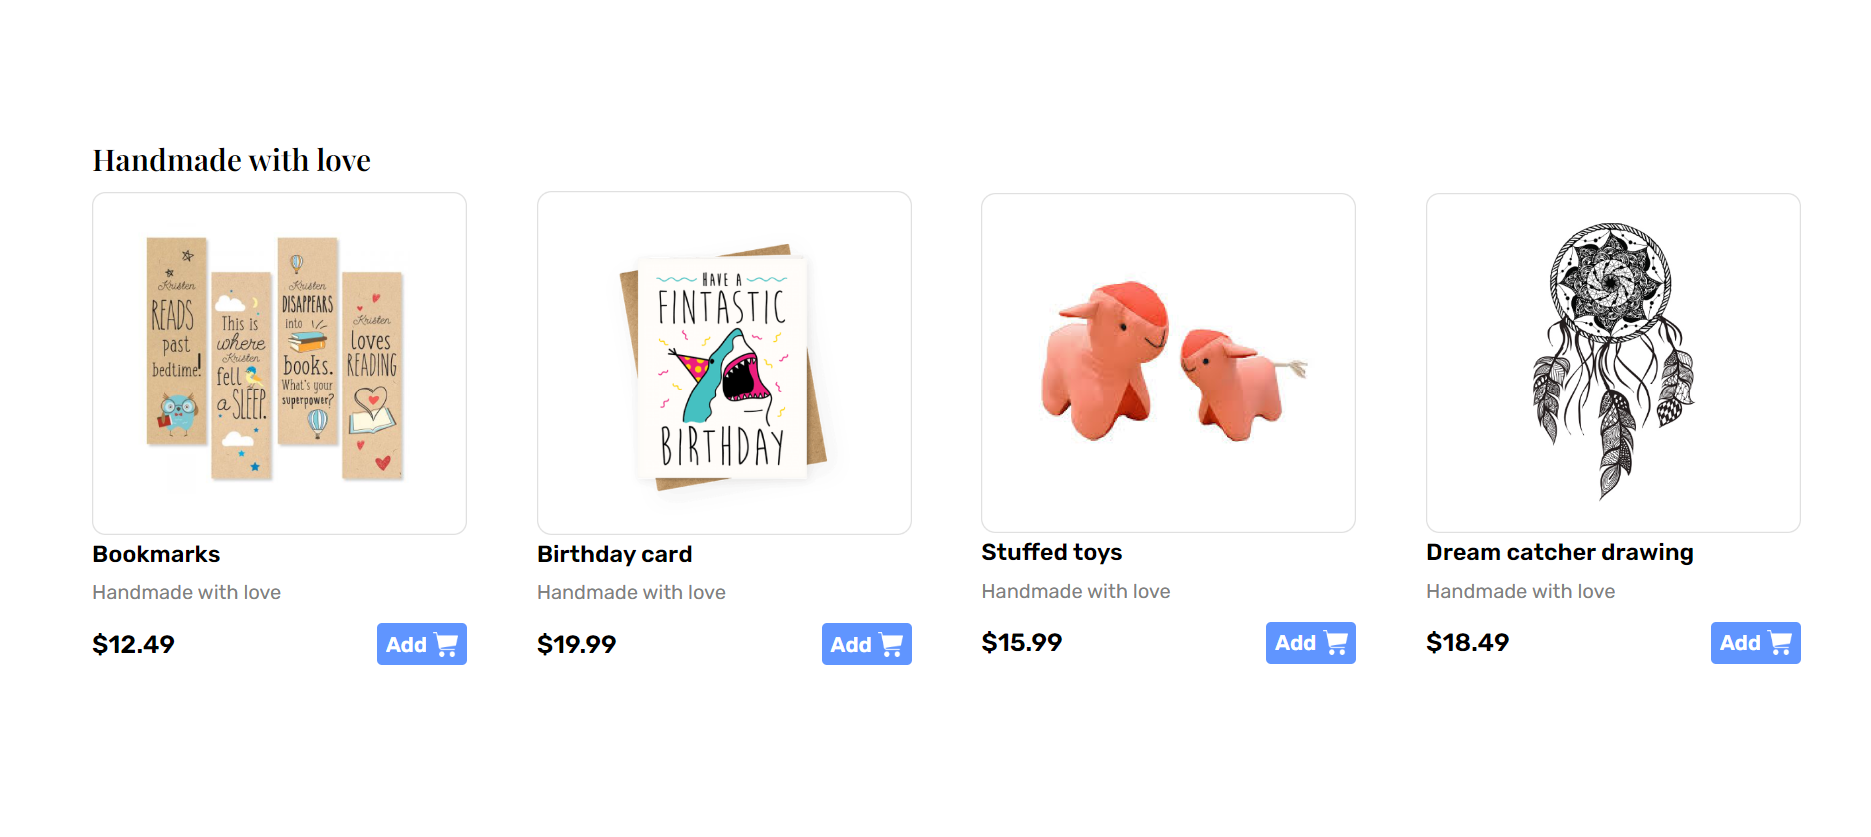 Handmade with love
Kristen
READS
past
bedtime!
This is
where
Kristen
fell
a SLEEP.
Kristen
DISAPPEARS
into
books.
What's your
superpower?
Kristen
loves
READING
HAVE A
FINTASTIC
BIRTHDAY
Bookmarks
Handmade with love
$12.49
Add
Birthday card
Handmade with love
$19.99
Add
Stuffed toys
Handmade with love
$15.99
Add
Dream catcher drawing
Handmade with love
$18.49
Add